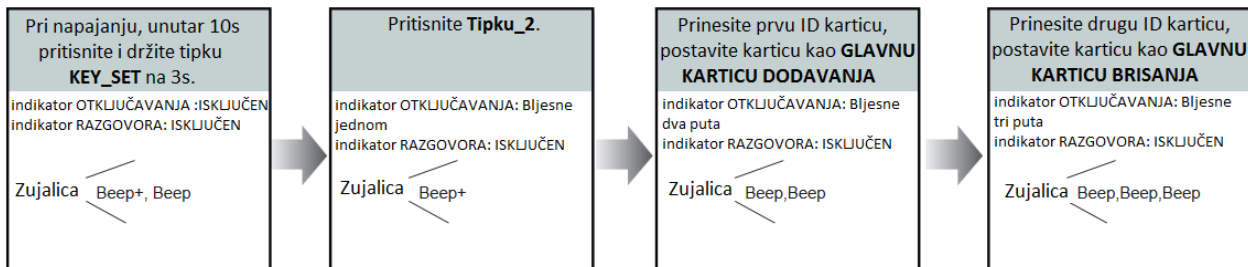 Pri napajanju, unutar 10s
pritisnite i držite tipku
KEY_SET na 3s.
indikator OTKLJUČAVANJA :ISKLJUČEN
indikator RAZGOVORA: ISKLJUČEN
Zujalica Beep+, Beep
Pritisnite Tipku_2.
indikator OTKLJUČAVANJA: Bljesne
jednom
indikator RAZGOVORA: ISKLJUČEN
Zujalica Beep+
Prinesite prvu ID karticu,
postavite karticu kao GLAVNU
KARTICU DODAVANJA
indikator OTKLJUČAVANJA: Bljesne
dva puta
indikator RAZGOVORA: ISKLJUČEN
Zujalica Beep,Beep
Prinesite drugu ID karticu,
postavite karticu kao GLAVNU
KARTICU BRISANJA
indikator OTKLJUČAVANJA: Bljesne
tri puta
indikator RAZGOVORA: ISKLJUČEN
Zujalica Beep,Beep,Beep